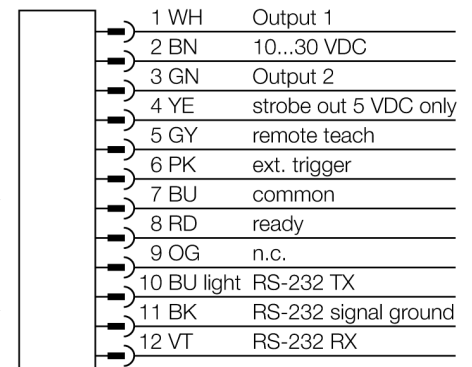 1 WH Output 1
2 BN 10...30 VDC
3 GN Output 2
4 YE strobe out 5 VDC only
5 GY remote teach
6 PK ext. trigger
7 BU common
8 RD ready
9 OG n.c.
10 BU light RS-232 TX
11 BK RS-232 signal ground
12 VT RS-232 RX